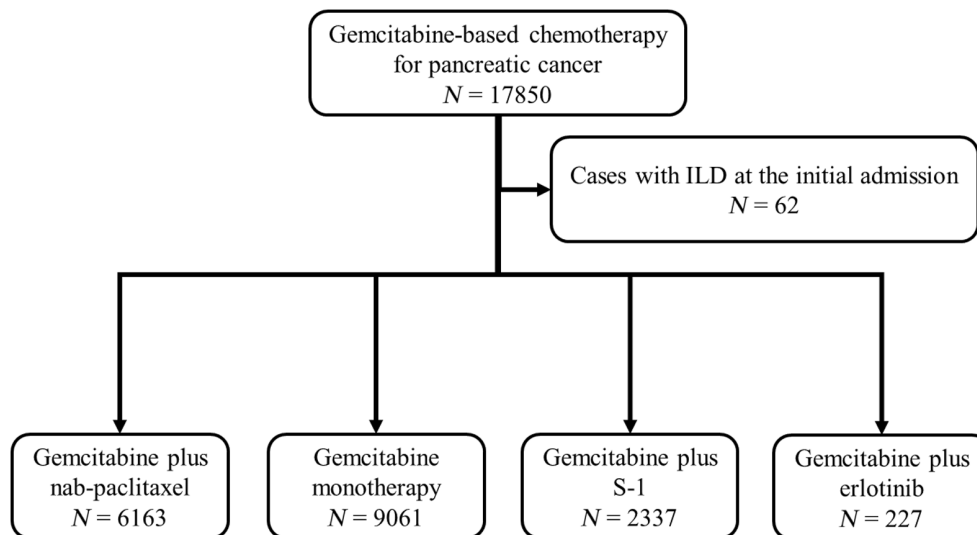 Gemcitabine-based chemotherapy
for pancreatic cancer
N = 17850
Cases with ILD at the initial admission
N = 62
Gemcitabine plus
nab-paclitaxel
N = 6163
Gemcitabine
monotherapy
N = 9061
Gemcitabine plus
S-1
N = 2337
Gemcitabine plus
erlotinib
N = 227